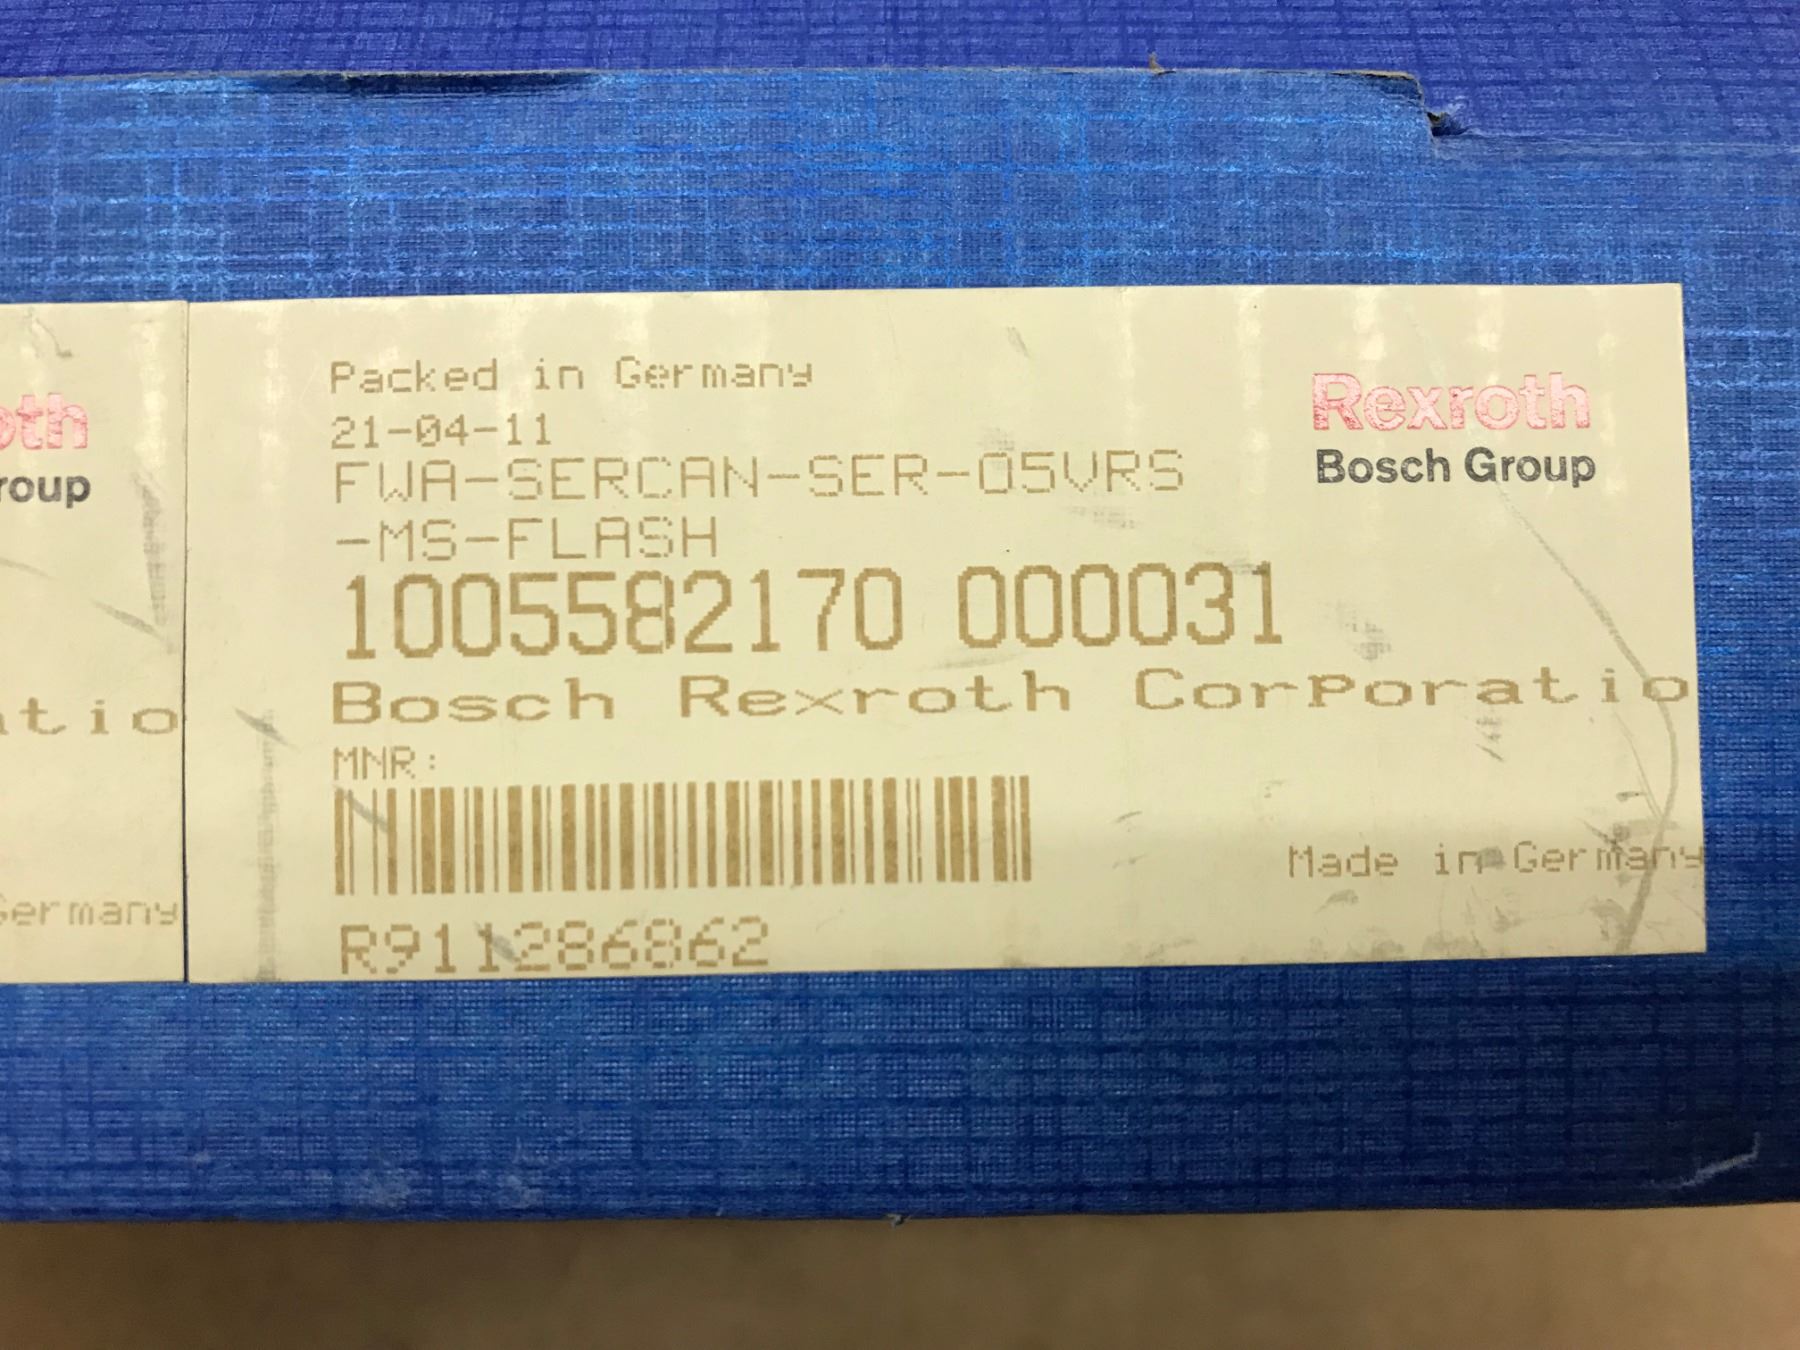 oth
roup
atio
Germany
Packed in Germany
21-04-11
FWA-SERCAN-SER-05VRS
-MS-FLASH
1005582170 000031
Bosch Rexroth CorPoratio
MNR:
R911286862
Rexroth
Bosch Group
Made in Germany